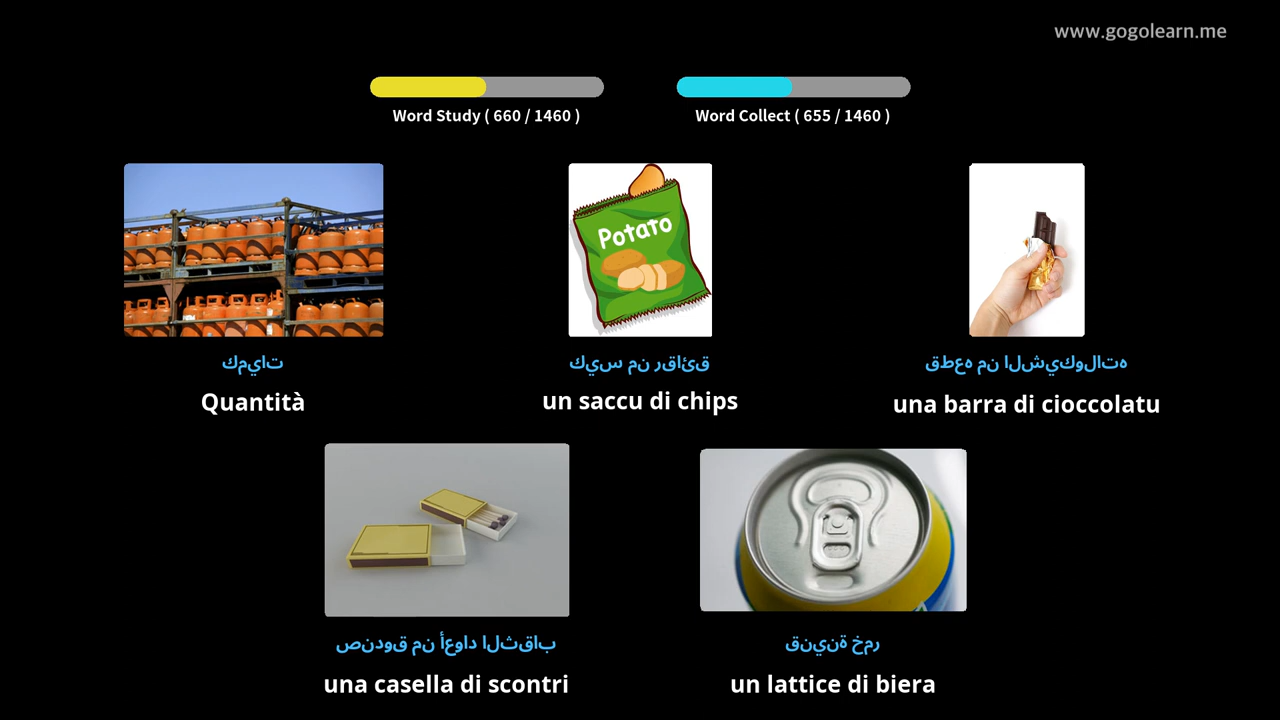 www.gogolearn.me
Word Study ( 660 / 1460 )
Word Collect ( 655 / 1460 )
كميات
Quantità
كيس من رقائق
un saccu di chips
قطعه من الشيكولاته
una barra di cioccolatu
Potato
صندوق من أعواد الثقاب
una casella di scontri
قنينة خمر
un lattice di biera